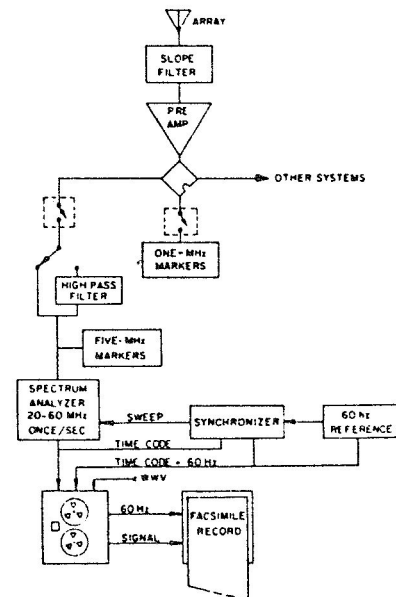 ARRAY
SLOPE
FILTER
PRE
AMP
OTHER SYSTEMS
ONE-MHz
MARKERS
HIGH PASS
FILTER
FIVE-MHz
MARKERS
SPECTRUM
ANALYZER
20-60 MHz
ONCE/SEC
SWEEP
SYNCHRONIZER
60 hz
REFERENCE
TIME CODE
TIME CODE + 60 Hz
WWV
60 Hz
SIGNAL
FACSIMILE
RECORD